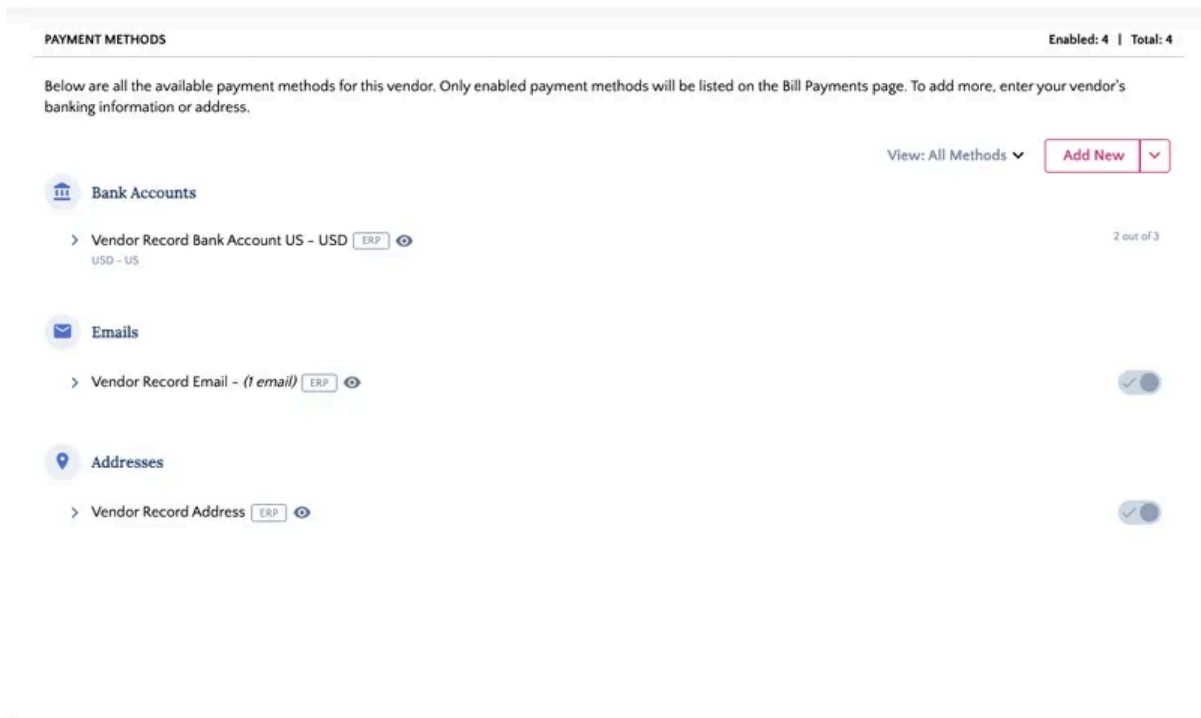 PAYMENT METHODS Enabled: 4 | Total: 4
Below are all the available payment methods for this vendor. Only enabled payment methods will be listed on the Bill Payments page. To add more, enter your vendor's
banking information or address.
View: All Methods Add New
Bank Accounts
Vendor Record Bank Account US - USD ERP 2 out of 3
USD - US
Emails
Vendor Record Email - (1 email) ERP
Addresses
Vendor Record Address ERP